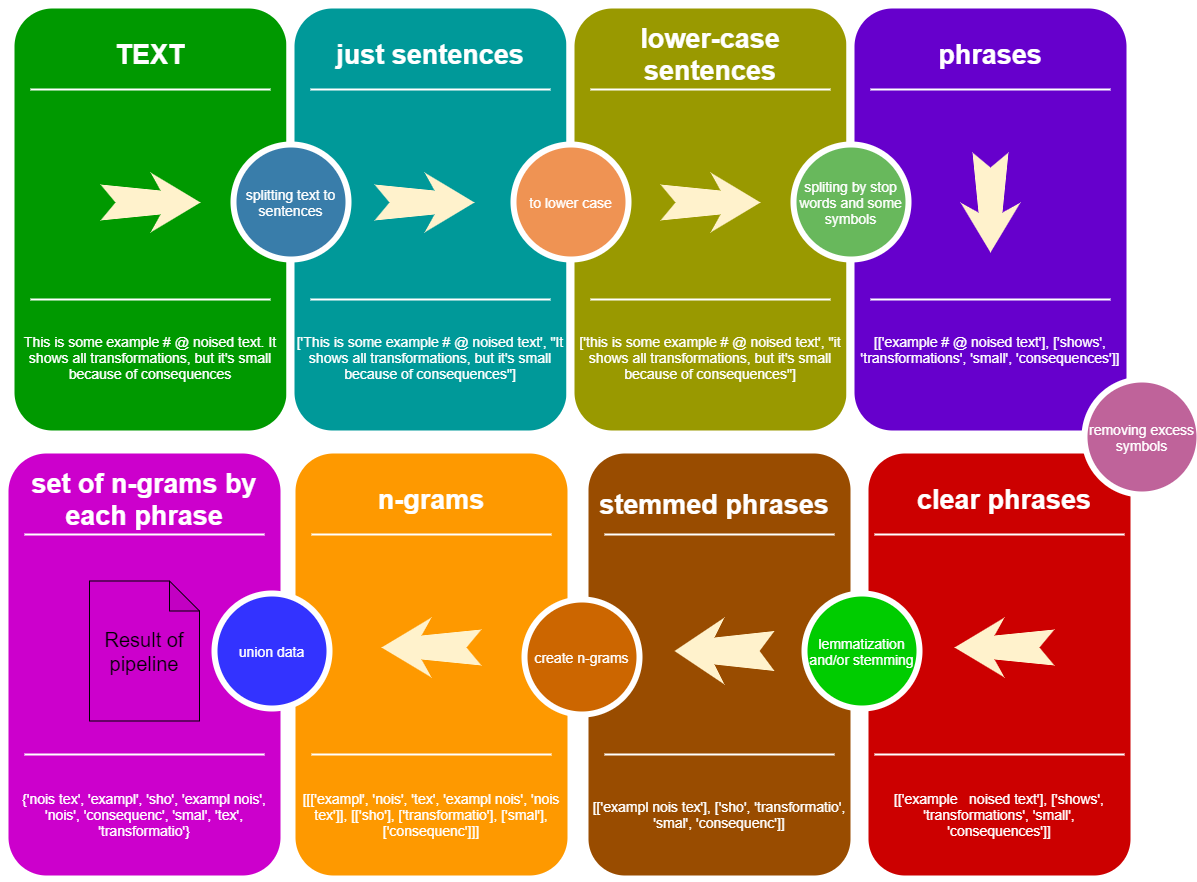 TEXT
This is some example # @ noised text. It
shows all transformations, but it's small
because of consequences
splitting text to
sentences
just sentences
['This is some example # @ noised text', "It
shows all transformations, but it's small
because of consequences"]
to lower case
lower-case
sentences
['this is some example # @ noised text', "it
shows all transformations, but it's small
because of consequences"]
spliting by stop
words and some
symbols
phrases
[['example # @ noised text'], ['shows',
'transformations', 'small', 'consequences']]
removing excess
symbols
clear phrases
[['example   noised text'], ['shows',
'transformations', 'small',
'consequences']]
lemmatization
and/or stemming
stemmed phrases
[['exampl nois tex'], ['sho', 'transformatio',
'smal', 'consequenc']]
create n-grams
n-grams
[[['exampl', 'nois', 'tex', 'exampl nois', 'nois
tex']], [['sho'], ['transformatio'], ['smal'],
['consequenc']]]
union data
set of n-grams by
each phrase
Result of
pipeline
{'nois tex', 'exampl', 'sho', 'exampl nois',
'nois', 'consequenc', 'smal', 'tex',
'transformatio'}